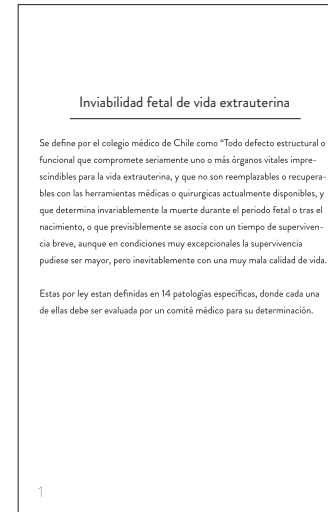 Inviabilidad fetal de vida extrauterina
Se define por el colegio médico de Chile como “Todo defecto estructural o
funcional que compromete seriamente uno o más órganos vitales impre-
scindibles para la vida extrauterina, y que no son reemplazables o recupera-
bles con las herramientas médicas o quirurgicas actualmente disponibles, y
que determina invariablemente la muerte durante el periodo fetal o tras el
nacimiento, o que previsiblemente se asocia con un tiempo de superviven-
cia breve, aunque en condiciones muy excepcionales la supervivencia
pudiese ser mayor, pero inevitablemente con una muy mala calidad de vida.
Estas por ley estan definidas en 14 patologías específicas, donde cada una
de ellas debe ser evaluada por un comité médico para su determinación.
1